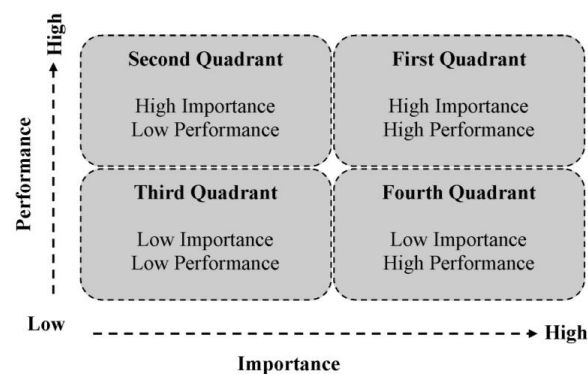 High
Performance
Second Quadrant
High Importance
Low Performance
First Quadrant
High Importance
High Performance
Third Quadrant
Low Importance
Low Performance
Fourth Quadrant
Low Importance
High Performance
Low
High
Importance